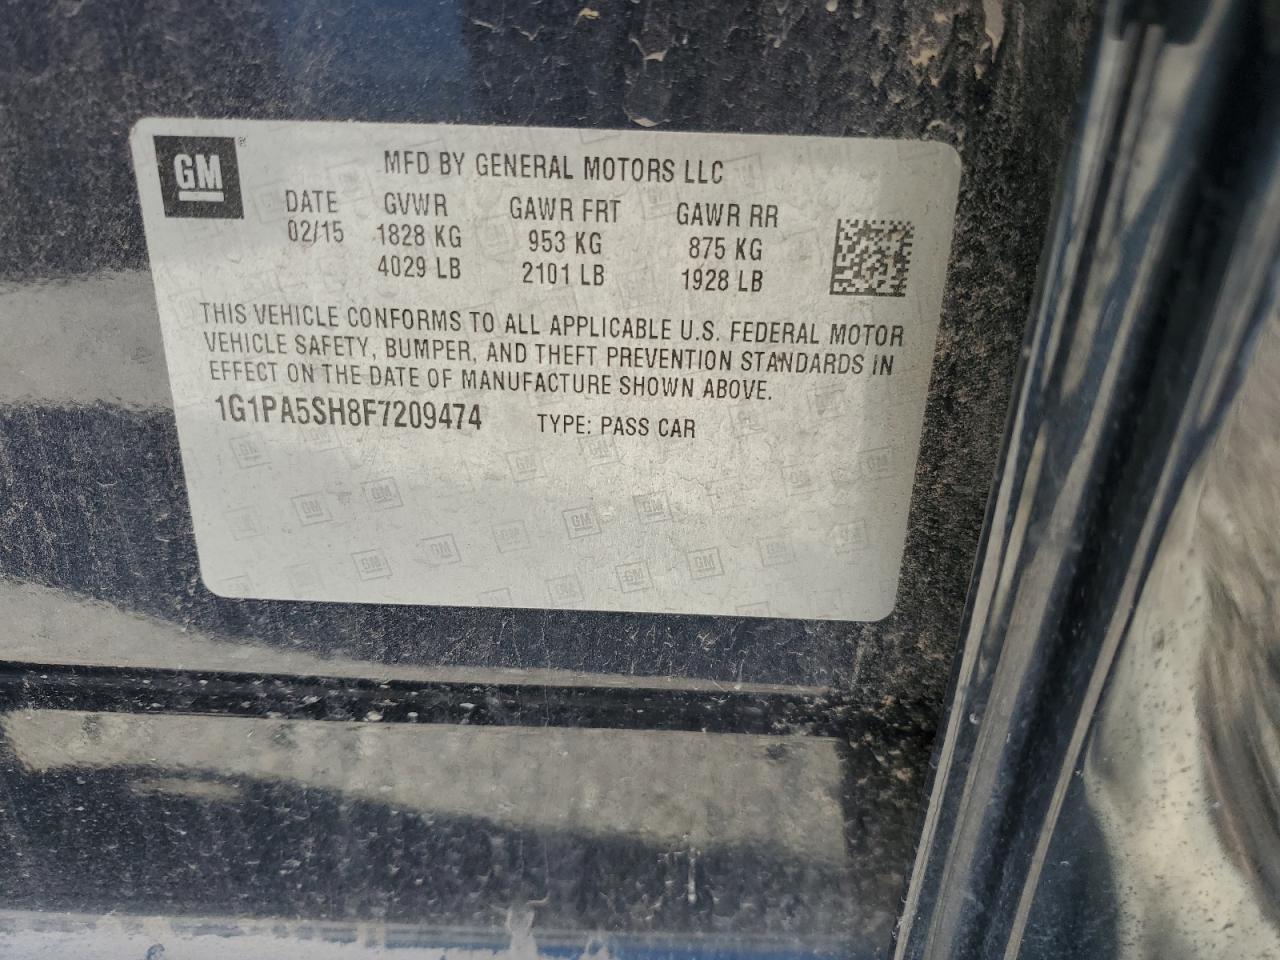 GM
MFD BY GENERAL MOTORS LLC
DATE GVWR GAWR FRT GAWR RR
02/15 1828 KG 953 KG 875 KG
4029 LB 2101 LB 1928 LB
THIS VEHICLE CONFORMS TO ALL APPLICABLE U.S. FEDERAL MOTOR
VEHICLE SAFETY, BUMPER, AND THEFT PREVENTION STANDARDS IN
EFFECT ON THE DATE OF MANUFACTURE SHOWN ABOVE.
1G1PA5SH8F7209474 TYPE: PASS CAR